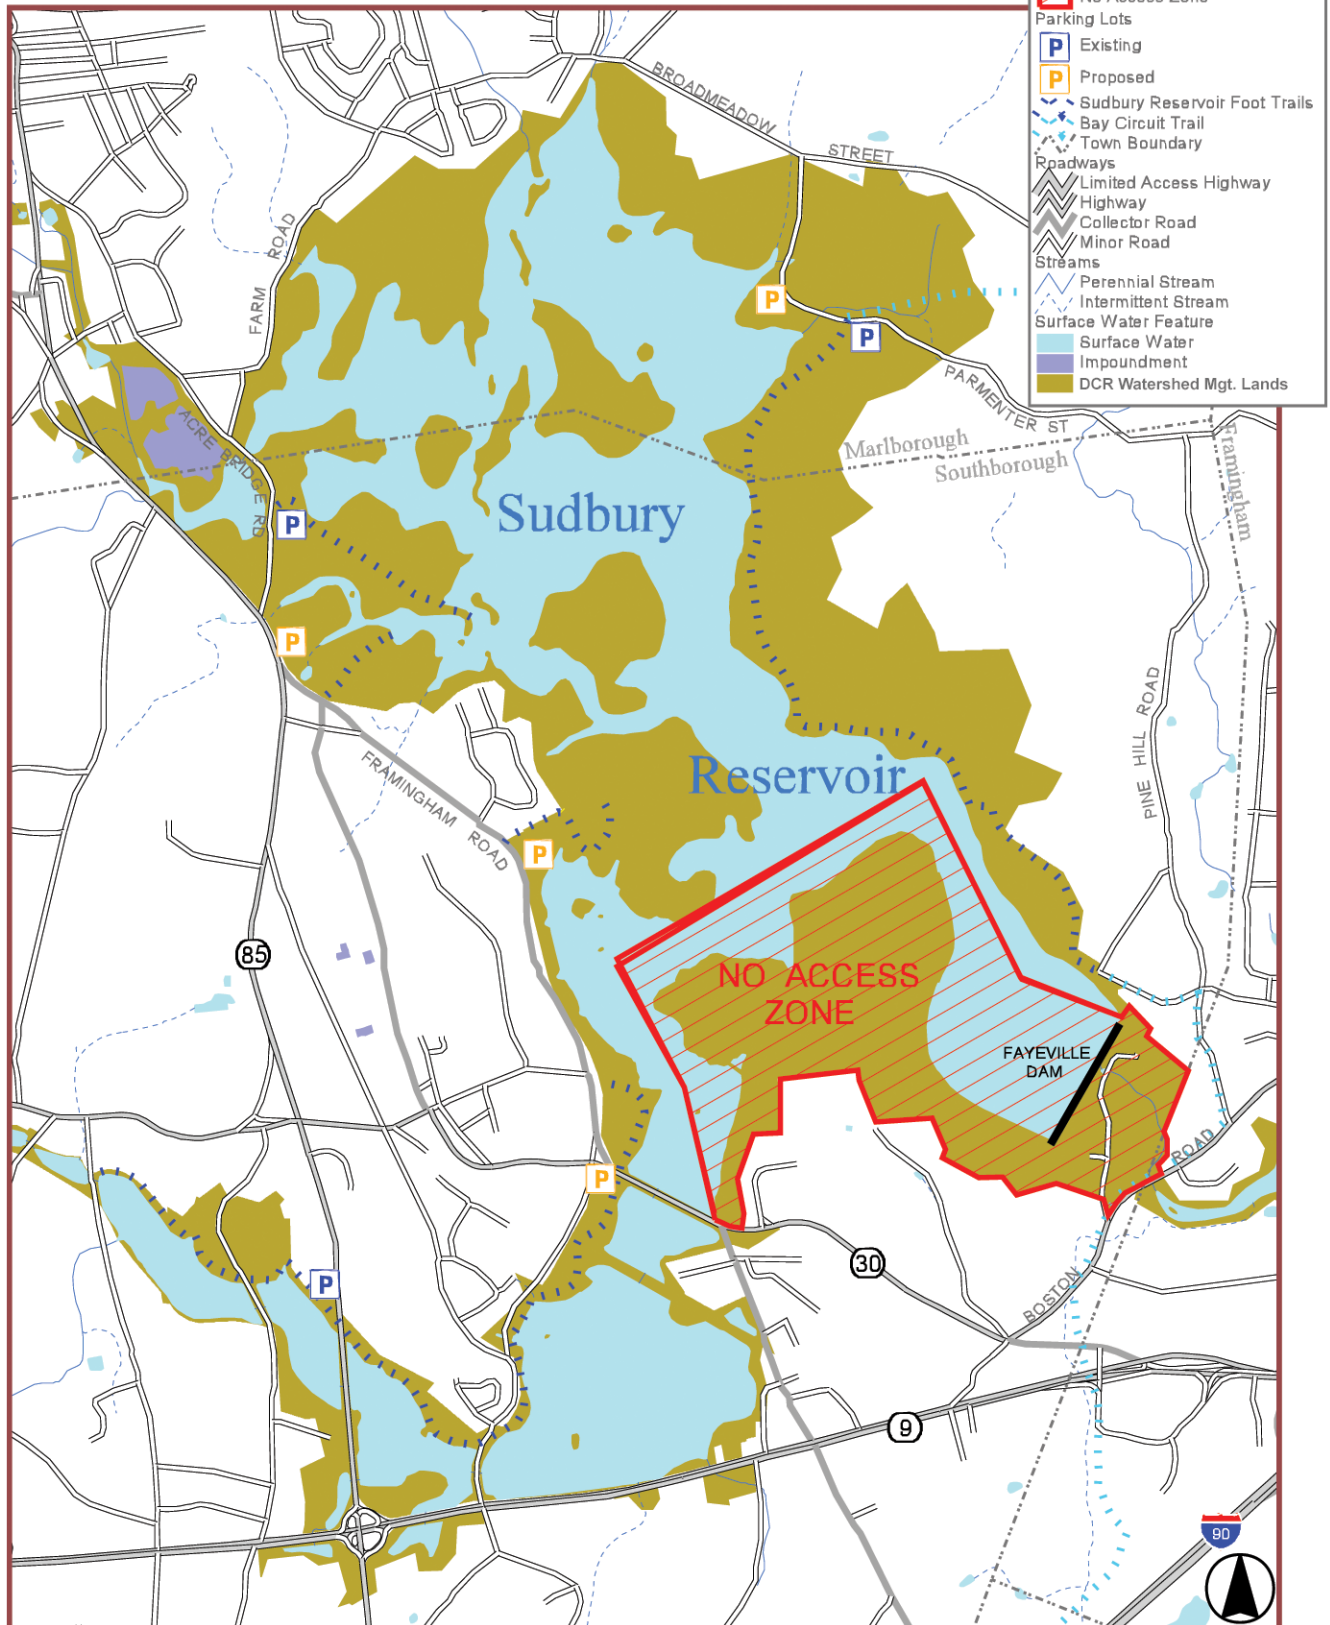 No Access Zone
Parking Lots
P Existing
P Proposed
Sudbury Reservoir Foot Trails
Bay Circuit Trail
Town Boundary
Roadways
Limited Access Highway
Highway
Collector Road
Minor Road
Streams
Perennial Stream
Intermittent Stream
Surface Water Feature
Surface Water
Impoundment
DCR Watershed Mgt. Lands
BROADMEADOW
STREET
FARM ROAD
P
P
PARMENTER ST
Marlborough
Southborough
Framingham
ACRE BRIDGE RD
P
Sudbury
P
PINE HILL ROAD
Reservoir
FRAMINGHAM ROAD
P
85
NO ACCESS
ZONE
FAYEVILLE
DAM
P
BOSTON ROAD
30
P
9
90